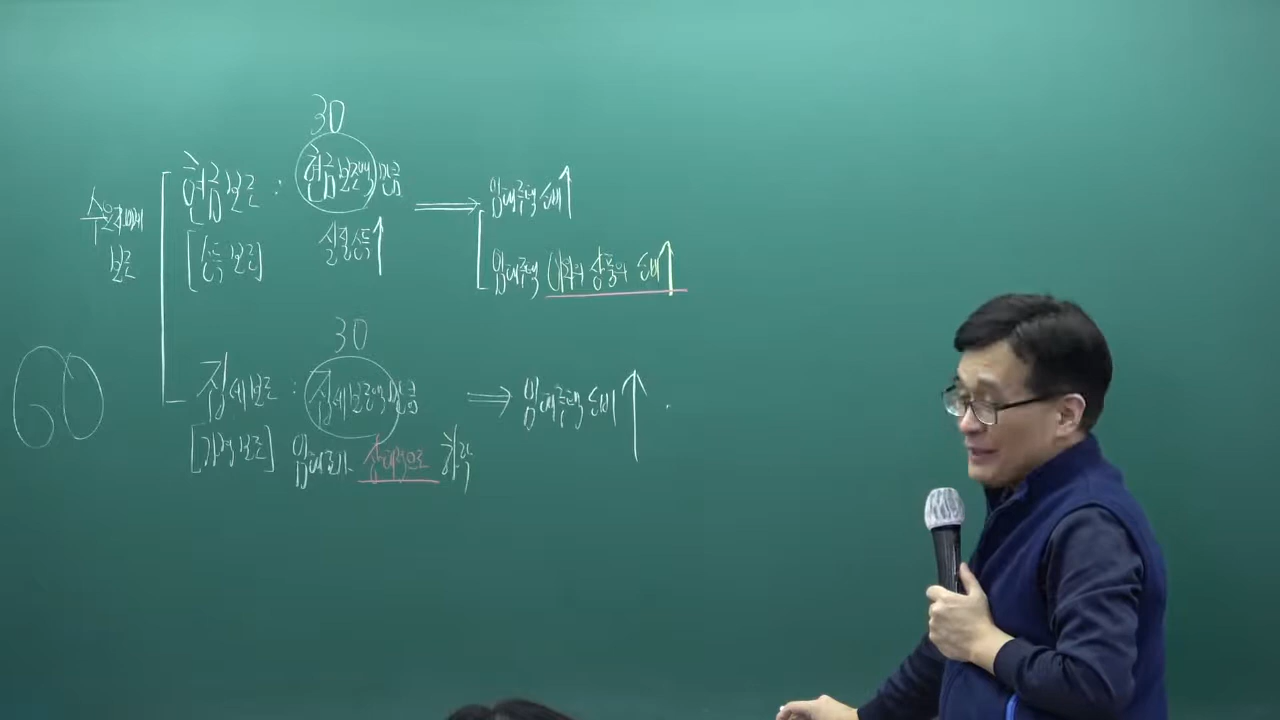 30
현금보조 : 현금보조액 만큼 ⟹ 임대주택 소비↑
수요자에게 보조
[소득보조] 실질소득↑
임대주택 이외의 상품의 소비↑
30
60
집세보조 : 집세보조액 만큼 ⟹ 임대주택 소비↑
[가격보조] 임대료가 상대적으로 하락